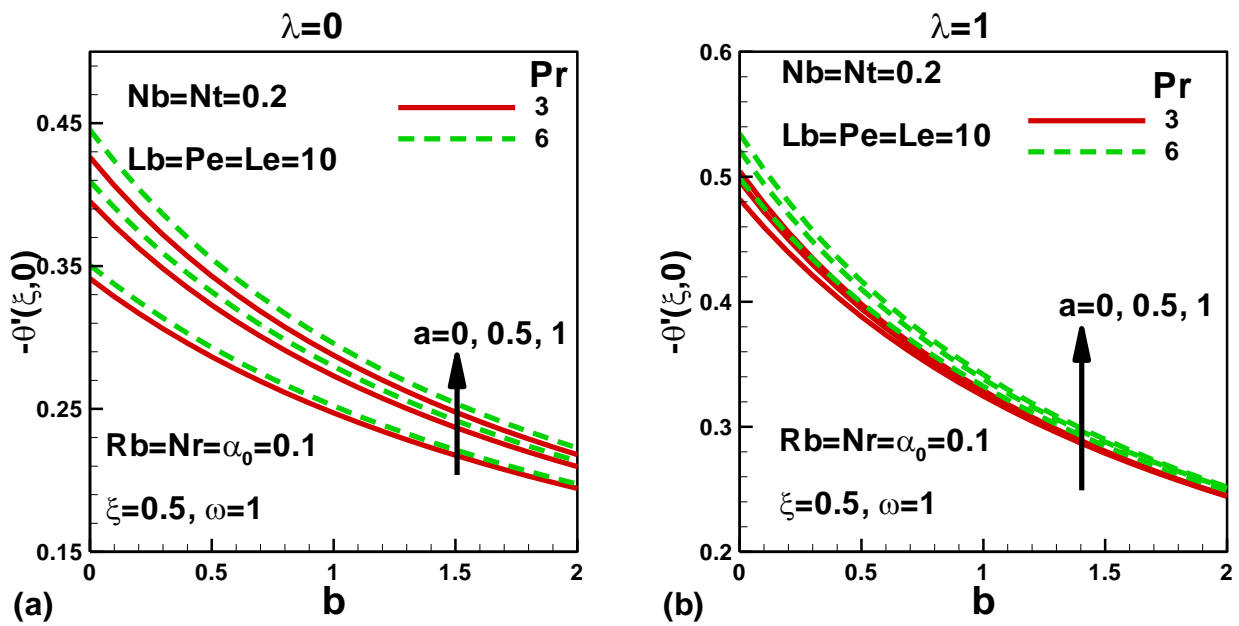 λ=0
-θ'(ξ,0)
0.45
0.35
0.25
0.15
Nb=Nt=0.2
Lb=Pe=Le=10
Pr
3
6
a=0, 0.5, 1
Rb=Nr=α₀=0.1
ξ=0.5, ω=1
0 0.5 1 1.5 2
b
(a)
λ=1
-θ'(ξ,0)
0.6
0.5
0.4
0.3
0.2
Nb=Nt=0.2
Lb=Pe=Le=10
Pr
3
6
a=0, 0.5, 1
Rb=Nr=α₀=0.1
ξ=0.5, ω=1
0 0.5 1 1.5 2
b
(b)